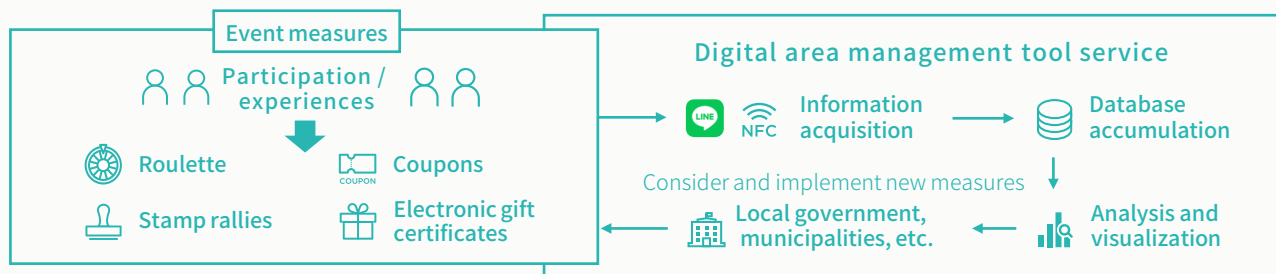 Event measures
Participation /
experiences
Roulette
COUPON
Coupons
Stamp rallies
Electronic gift
certificates
Digital area management tool service
LINE
NFC
Information
acquisition
Database
accumulation
Consider and implement new measures
Local government,
municipalities, etc.
Analysis and
visualization